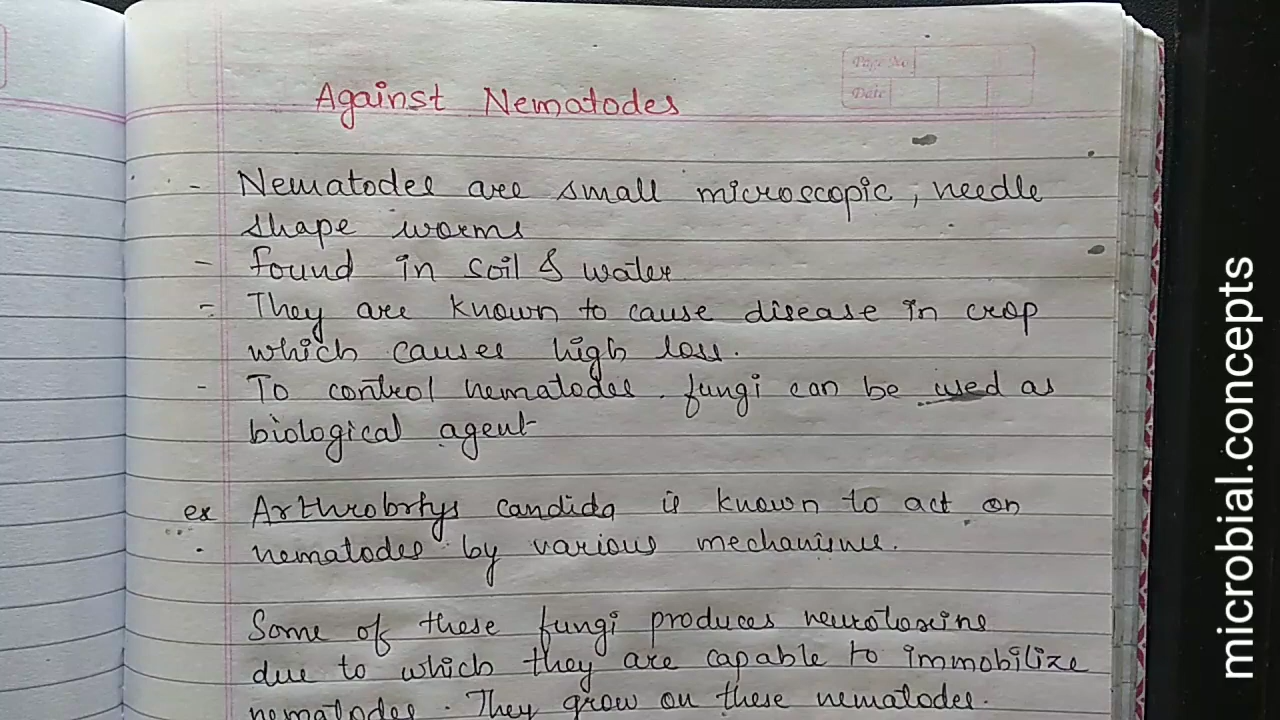 Page No
Date
Against Nematodes
- Nematodes are small microscopic, needle
shape worms
- found in soil & water
- They are known to cause disease in crop
which causes high loss.
- To control nematodes. fungi can be used as
biological agent
ex Arthrobrtys candida is known to act on
nematodes by various mechanisms.
Some of these fungi produces neurotoxins
due to which they are capable to immobilize
nematodes. They grow on these nematodes.
microbial.concepts